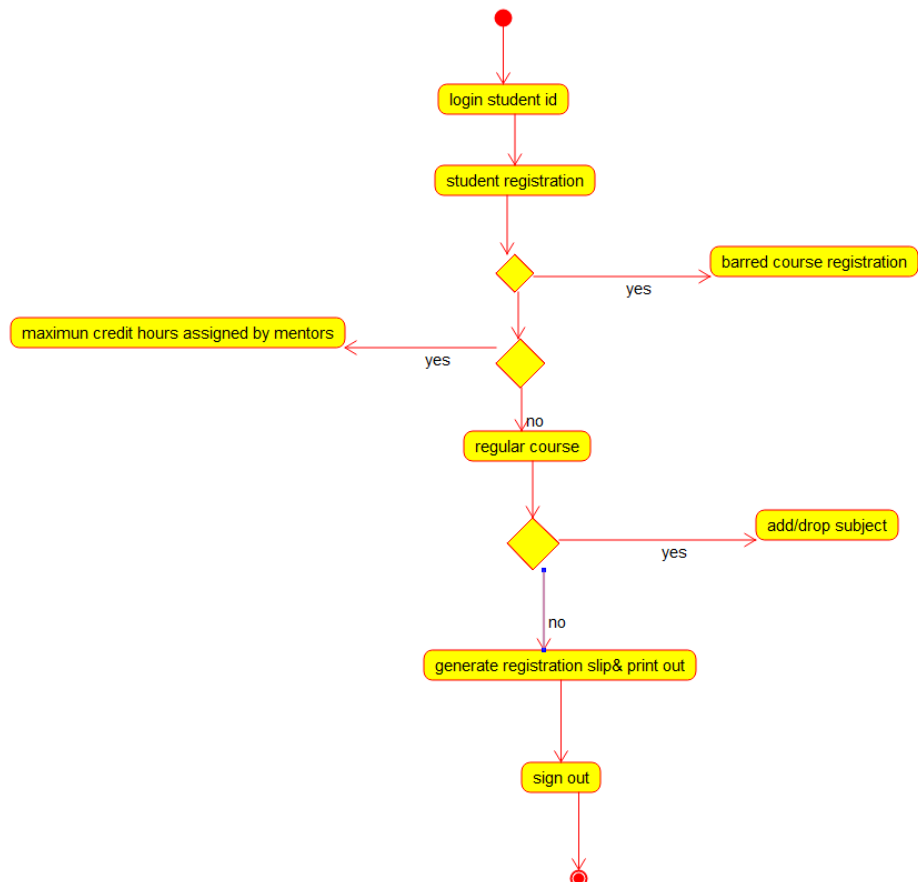 login student id
student registration
barred course registration
yes
maximun credit hours assigned by mentors
yes
no
regular course
add/drop subject
yes
no
generate registration slip& print out
sign out